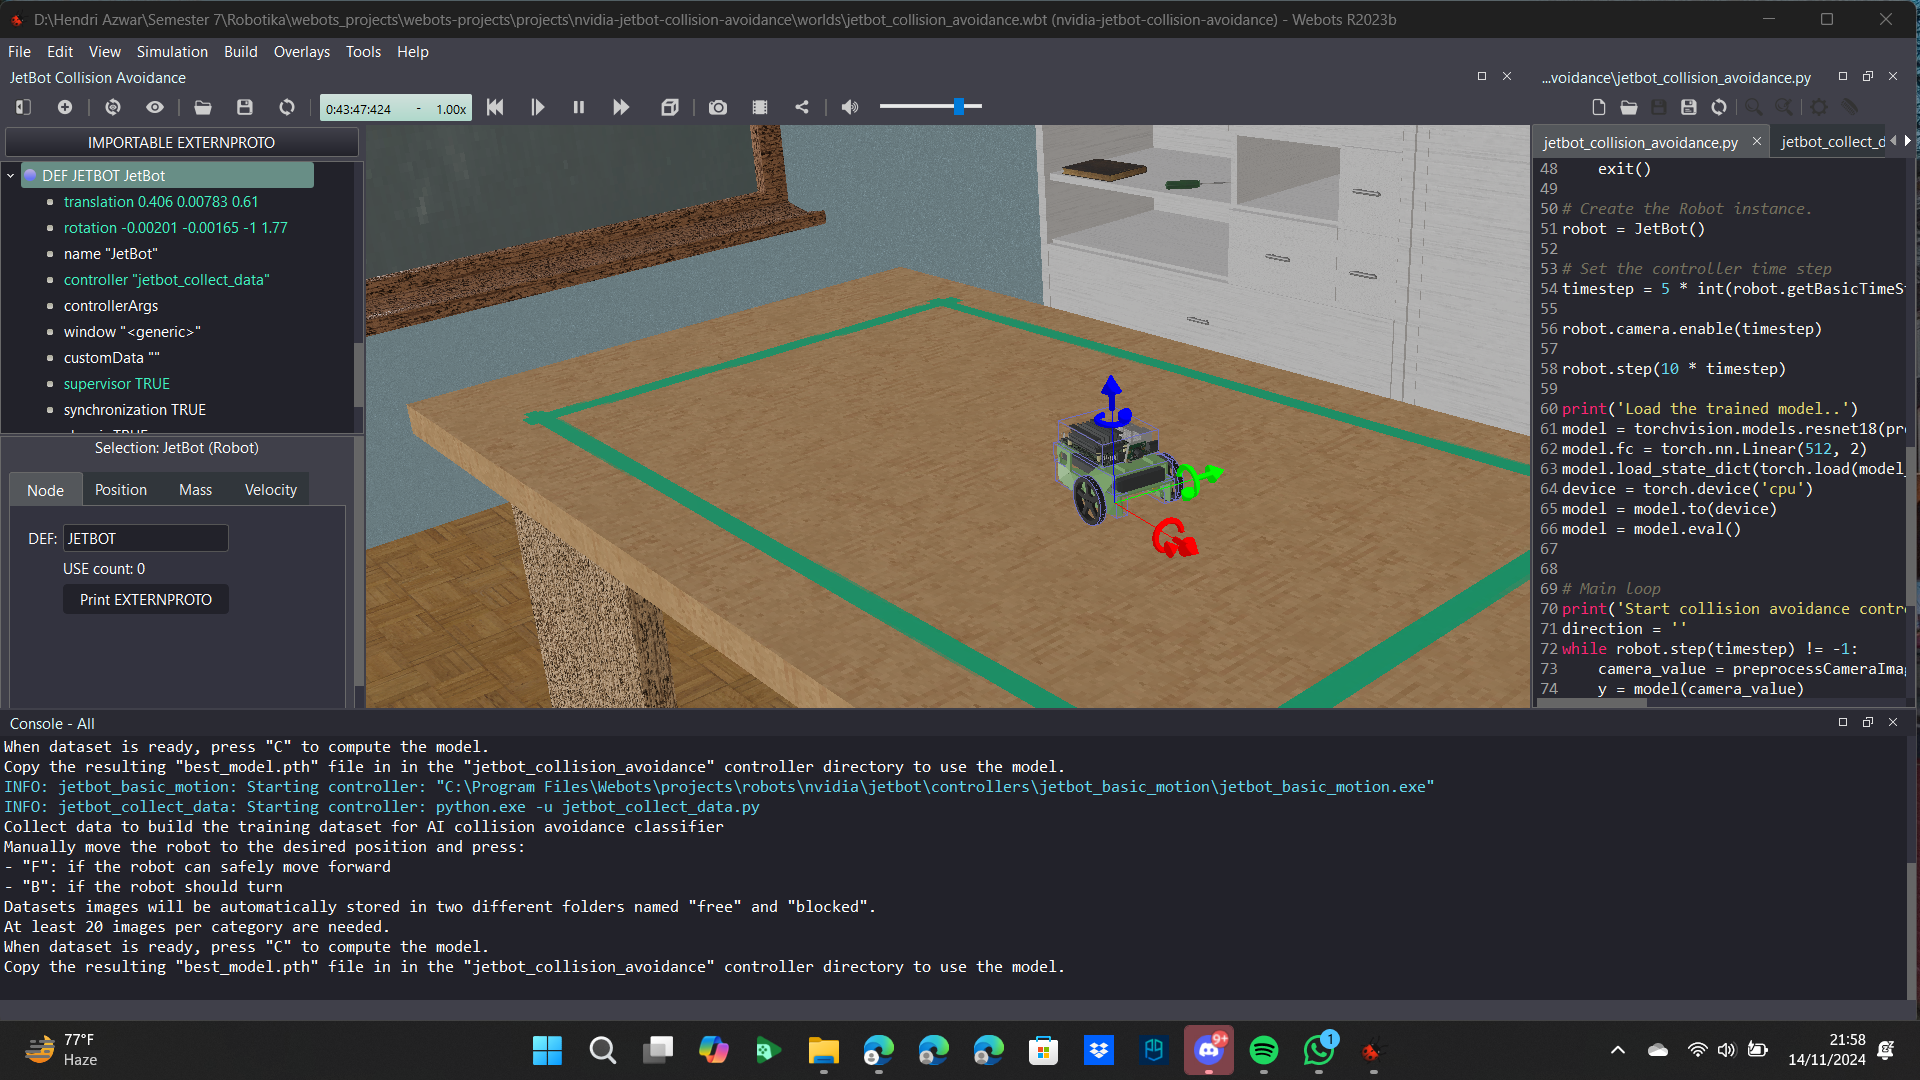 D:\Hendri Azwar\Semester 7\Robotika\webots_projects\webots-projects\projects\nvidia-jetbot-collision-avoidance\worlds\jetbot_collision_avoidance.wbt (nvidia-jetbot-collision-avoidance) - Webots R2023b
File Edit View Simulation Build Overlays Tools Help
JetBot Collision Avoidance
0:43:47:424 - 1.00x
IMPORTABLE EXTERNPROTO
DEF JETBOT JetBot
translation 0.406 0.00783 0.61
rotation -0.00201 -0.00165 -1 1.77
name "JetBot"
controller "jetbot_collect_data"
controllerArgs
window "<generic>"
customData ""
supervisor TRUE
synchronization TRUE
Selection: JetBot (Robot)
Node Position Mass Velocity
DEF: JETBOT
USE count: 0
Print EXTERNPROTO
...voidance\jetbot_collision_avoidance.py
jetbot_collision_avoidance.py jetbot_collect_d
48 exit()
49
50 # Create the Robot instance.
51 robot = JetBot()
52
53 # Set the controller time step
54 timestep = 5 * int(robot.getBasicTimeSt
55
56 robot.camera.enable(timestep)
57
58 robot.step(10 * timestep)
59
60 print('Load the trained model..')
61 model = torchvision.models.resnet18(pre
62 model.fc = torch.nn.Linear(512, 2)
63 model.load_state_dict(torch.load(model_
64 device = torch.device('cpu')
65 model = model.to(device)
66 model = model.eval()
67
68
69 # Main loop
70 print('Start collision avoidance contro
71 direction = ''
72 while robot.step(timestep) != -1:
73 camera_value = preprocessCameraImag
74 y = model(camera_value)
Console - All
When dataset is ready, press "C" to compute the model.
Copy the resulting "best_model.pth" file in in the "jetbot_collision_avoidance" controller directory to use the model.
INFO: jetbot_basic_motion: Starting controller: "C:\Program Files\Webots\projects\robots\nvidia\jetbot\controllers\jetbot_basic_motion\jetbot_basic_motion.exe"
INFO: jetbot_collect_data: Starting controller: python.exe -u jetbot_collect_data.py
Collect data to build the training dataset for AI collision avoidance classifier
Manually move the robot to the desired position and press:
- "F": if the robot can safely move forward
- "B": if the robot should turn
Datasets images will be automatically stored in two different folders named "free" and "blocked".
At least 20 images per category are needed.
When dataset is ready, press "C" to compute the model.
Copy the resulting "best_model.pth" file in in the "jetbot_collision_avoidance" controller directory to use the model.
77°F
Haze
9+
1
21:58
14/11/2024